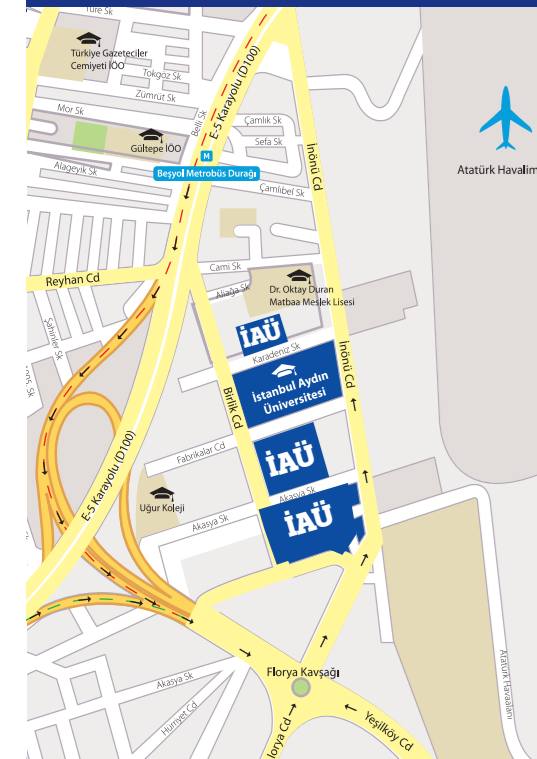 Türe Sk
Türkiye Gazeteciler
Cemiyeti İÖO
Tokgöz Sk
Zümrüt Sk
Mor Sk
Belli Sk
E-5 Karayolu (D100)
Çamlık Sk
Sefa Sk
İnönü Cd
Gültepe İÖO
M
Alageyik Sk
Beşyol Metrobüs Durağı
Çamlıbel Sk
Atatürk Havalim
Cami Sk
Reyhan Cd
Aliağa Sk
Dr. Oktay Duran
Matbaa Meslek Lisesi
Şahinler Sk
İAÜ
Karadeniz Sk
İnönü Cd
İstanbul Aydın
Üniversitesi
Birlik Cd
Fabrikalar Cd
İAÜ
E-5 Karayolu (D100)
Uğur Koleji
Akasya Sk
Akasya Sk
İAÜ
Florya Kavşağı
Akasya Sk
Hürriyet Cd
lorya Cd
Yeşilköy Cd
Atatürk Havaalanı